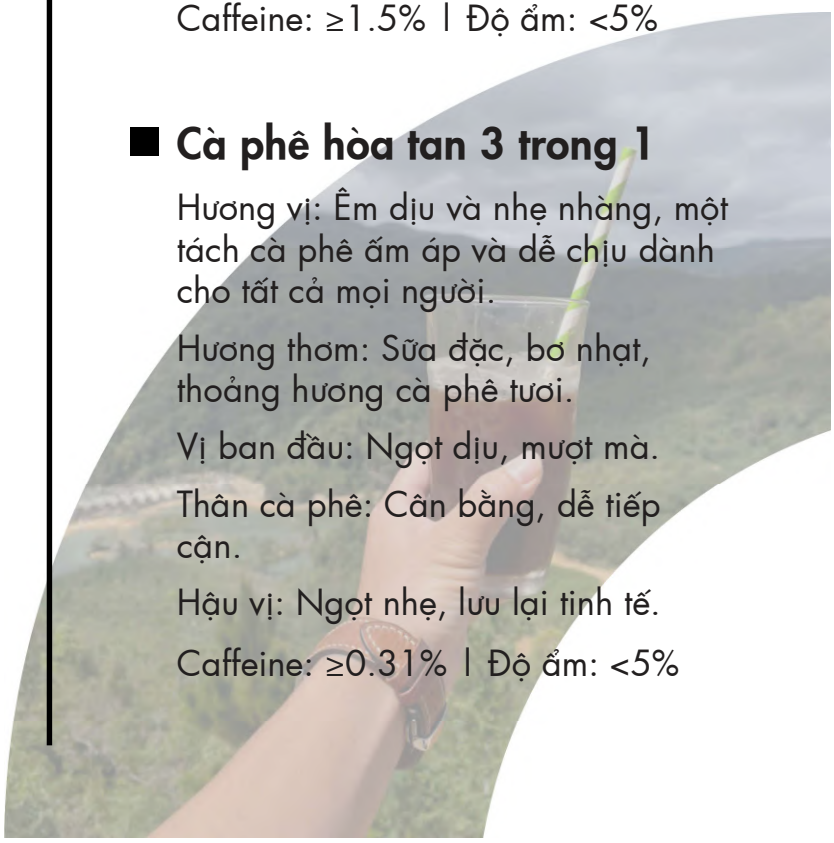 Caffeine: ≥1.5% | Độ ẩm: <5%
Cà phê hòa tan 3 trong 1
Hương vị: Êm dịu và nhẹ nhàng, một
tách cà phê ấm áp và dễ chịu dành
cho tất cả mọi người.
Hương thơm: Sữa đặc, bơ nhạt,
thoảng hương cà phê tươi.
Vị ban đầu: Ngọt dịu, mượt mà.
Thân cà phê: Cân bằng, dễ tiếp
cận.
Hậu vị: Ngọt nhẹ, lưu lại tinh tế.
Caffeine: ≥0.31% | Độ ẩm: <5%